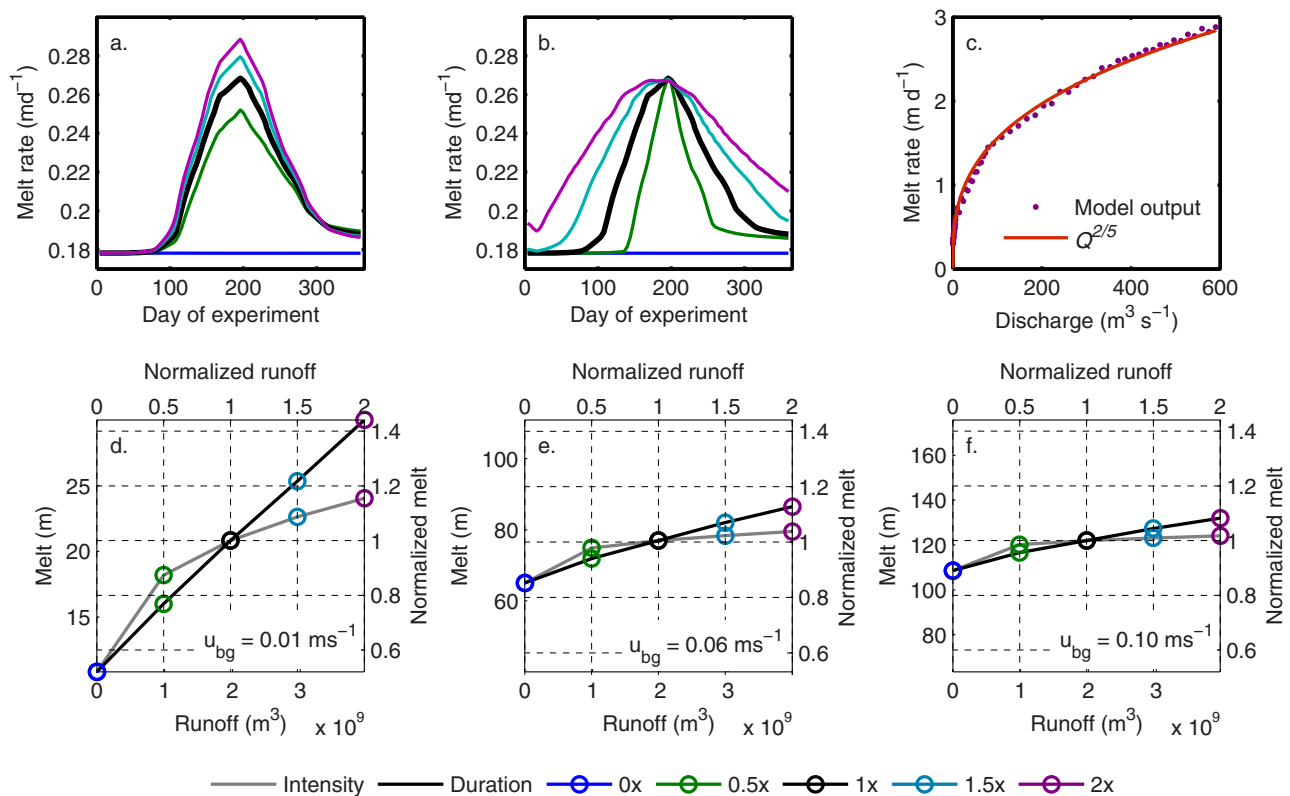 a.
0.28
0.26
0.24
0.22
0.2
0.18
Melt rate (md⁻¹)
0 100 200 300
Day of experiment
b.
0.28
0.26
0.24
0.22
0.2
0.18
Melt rate (md⁻¹)
0 100 200 300
Day of experiment
c.
3
2
1
0
Melt rate (m d⁻¹)
Model output
Q^{2/5}
0 200 400 600
Discharge (m³ s⁻¹)
Normalized runoff
0 0.5 1 1.5 2
d.
25
20
15
Melt (m)
1.4
1.2
1
0.8
0.6
Normalized melt
u_{bg} = 0.01 ms⁻¹
0 1 2 3
Runoff (m³) x 10⁹
Normalized runoff
0 0.5 1 1.5 2
e.
100
80
60
Melt (m)
1.4
1.2
1
0.8
0.6
Normalized melt
u_{bg} = 0.06 ms⁻¹
0 1 2 3
Runoff (m³) x 10⁹
Normalized runoff
0 0.5 1 1.5 2
f.
160
140
120
100
80
Melt (m)
1.4
1.2
1
0.8
0.6
Normalized melt
u_{bg} = 0.10 ms⁻¹
0 1 2 3
Runoff (m³) x 10⁹
Intensity Duration 0x 0.5x 1x 1.5x 2x